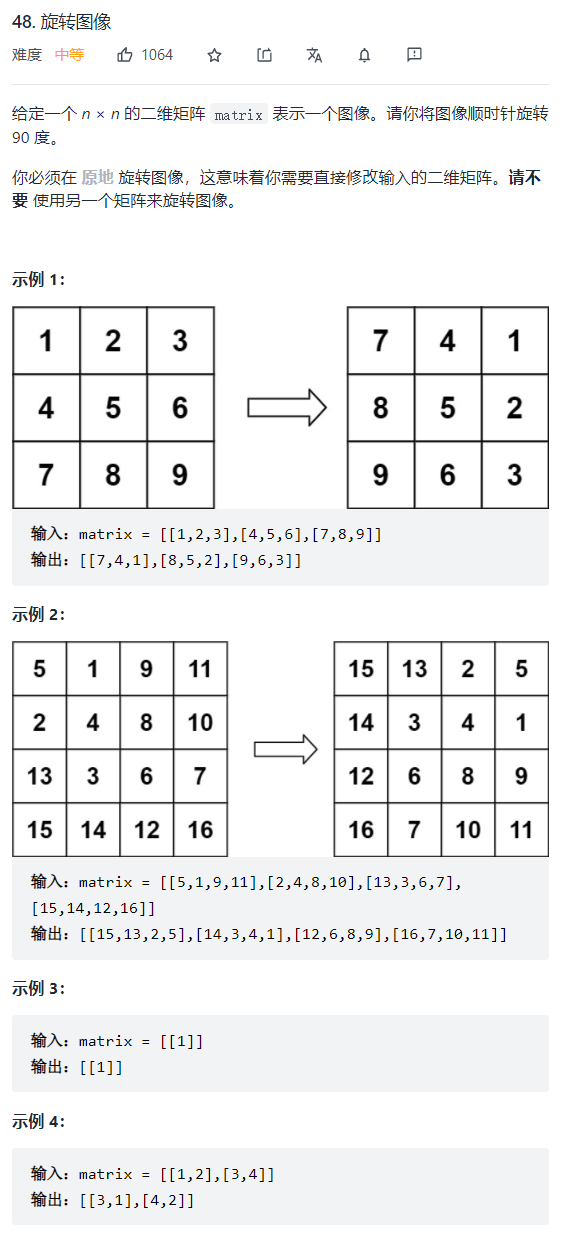 48. 旋转图像
难度 中等 1064
给定一个 n × n 的二维矩阵 matrix 表示一个图像。请你将图像顺时针旋转
90 度。
你必须在 原地 旋转图像，这意味着你需要直接修改输入的二维矩阵。请不
要 使用另一个矩阵来旋转图像。
示例 1：
1 2 3 7 4 1
4 5 6 8 5 2
7 8 9 9 6 3
输入：matrix = [[1,2,3],[4,5,6],[7,8,9]]
输出：[[7,4,1],[8,5,2],[9,6,3]]
示例 2：
5 1 9 11 15 13 2 5
2 4 8 10 14 3 4 1
13 3 6 7 12 6 8 9
15 14 12 16 16 7 10 11
输入：matrix = [[5,1,9,11],[2,4,8,10],[13,3,6,7],
[15,14,12,16]]
输出：[[15,13,2,5],[14,3,4,1],[12,6,8,9],[16,7,10,11]]
示例 3：
输入：matrix = [[1]]
输出：[[1]]
示例 4：
输入：matrix = [[1,2],[3,4]]
输出：[[3,1],[4,2]]